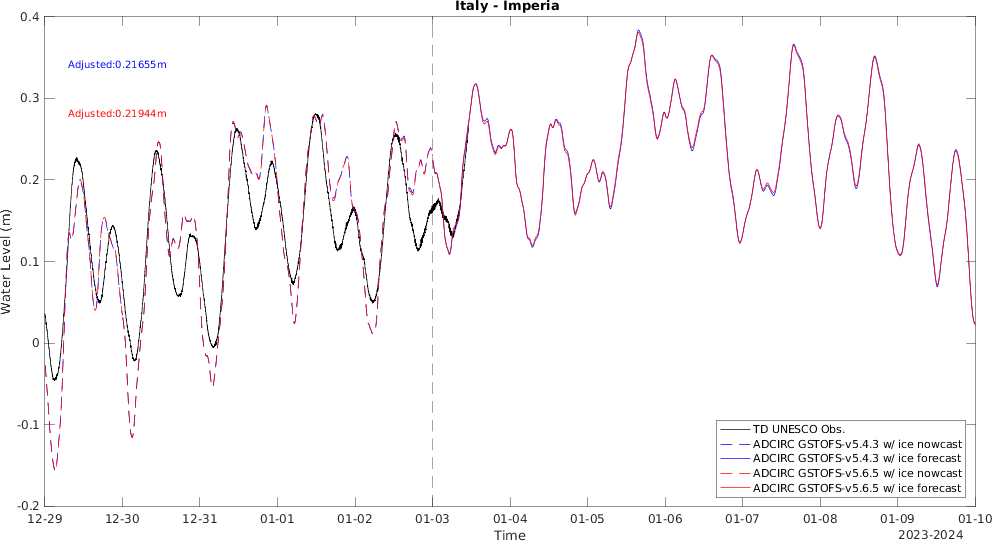 Italy - Imperia
Water Level (m)
0.4
0.3
0.2
0.1
0
-0.1
-0.2
Adjusted:0.21655m
Adjusted:0.21944m
TD UNESCO Obs.
ADCIRC GSTOFS-v5.4.3 w/ ice nowcast
ADCIRC GSTOFS-v5.4.3 w/ ice forecast
ADCIRC GSTOFS-v5.6.5 w/ ice nowcast
ADCIRC GSTOFS-v5.6.5 w/ ice forecast
12-29 12-30 12-31 01-01 01-02 01-03 01-04 01-05 01-06 01-07 01-08 01-09 01-10
Time
2023-2024